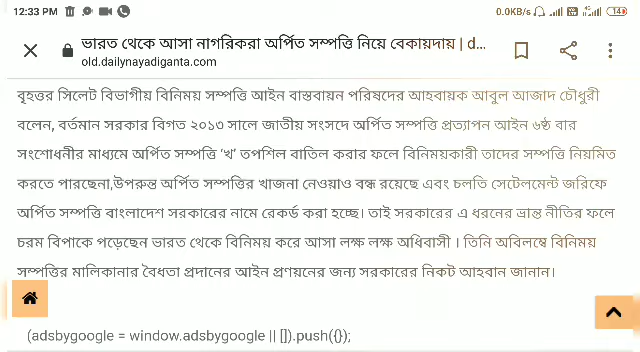 12:33 PM
0.0KB/s
14
ভারত থেকে আসা নাগরিকরা অর্পিত সম্পত্তি নিয়ে বেকায়দায় | d...
old.dailynayadiganta.com
বৃহত্তর সিলেট বিভাগীয় বিনিময় সম্পত্তি আইন বাস্তবায়ন পরিষদের আহবায়ক আবুল আজাদ চৌধুরী
বলেন, বর্তমান সরকার বিগত ২০১৩ সালে জাতীয় সংসদে অর্পিত সম্পত্তি প্রত্যাপন আইন ৬ষ্ঠ বার
সংশোধনীর মাধ্যমে অর্পিত সম্পত্তি ‘খ’ তপশিল বাতিল করার ফলে বিনিময়কারী তাদের সম্পত্তি নিয়মিত
করতে পারছেনা,উপরুন্ত অর্পিত সম্পত্তির খাজনা নেওয়াও বন্ধ রয়েছে এবং চলতি সেটেলমেন্ট জরিফে
অর্পিত সম্পত্তি বাংলাদেশ সরকারের নামে রেকর্ড করা হচ্ছে। তাই সরকারের এ ধরনের ভ্রান্ত নীতির ফলে
চরম বিপাকে পড়েছেন ভারত থেকে বিনিময় করে আসা লক্ষ লক্ষ অধিবাসী । তিনি অবিলম্বে বিনিময়
সম্পত্তির মালিকানার বৈধতা প্রদানের আইন প্রণয়নের জন্য সরকারের নিকট আহবান জানান।
(adsbygoogle = window.adsbygoogle || []).push({});